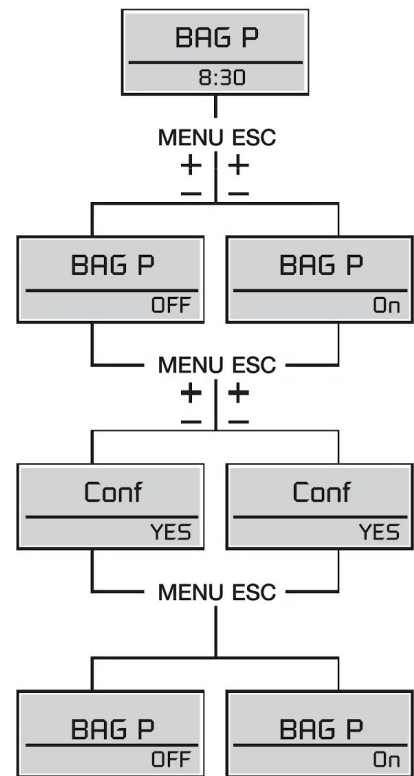 BAG P
8:30
MENU ESC
+ +
– –
BAG P BAG P
OFF On
MENU ESC
+ +
– –
Conf Conf
YES YES
MENU ESC
BAG P BAG P
OFF On